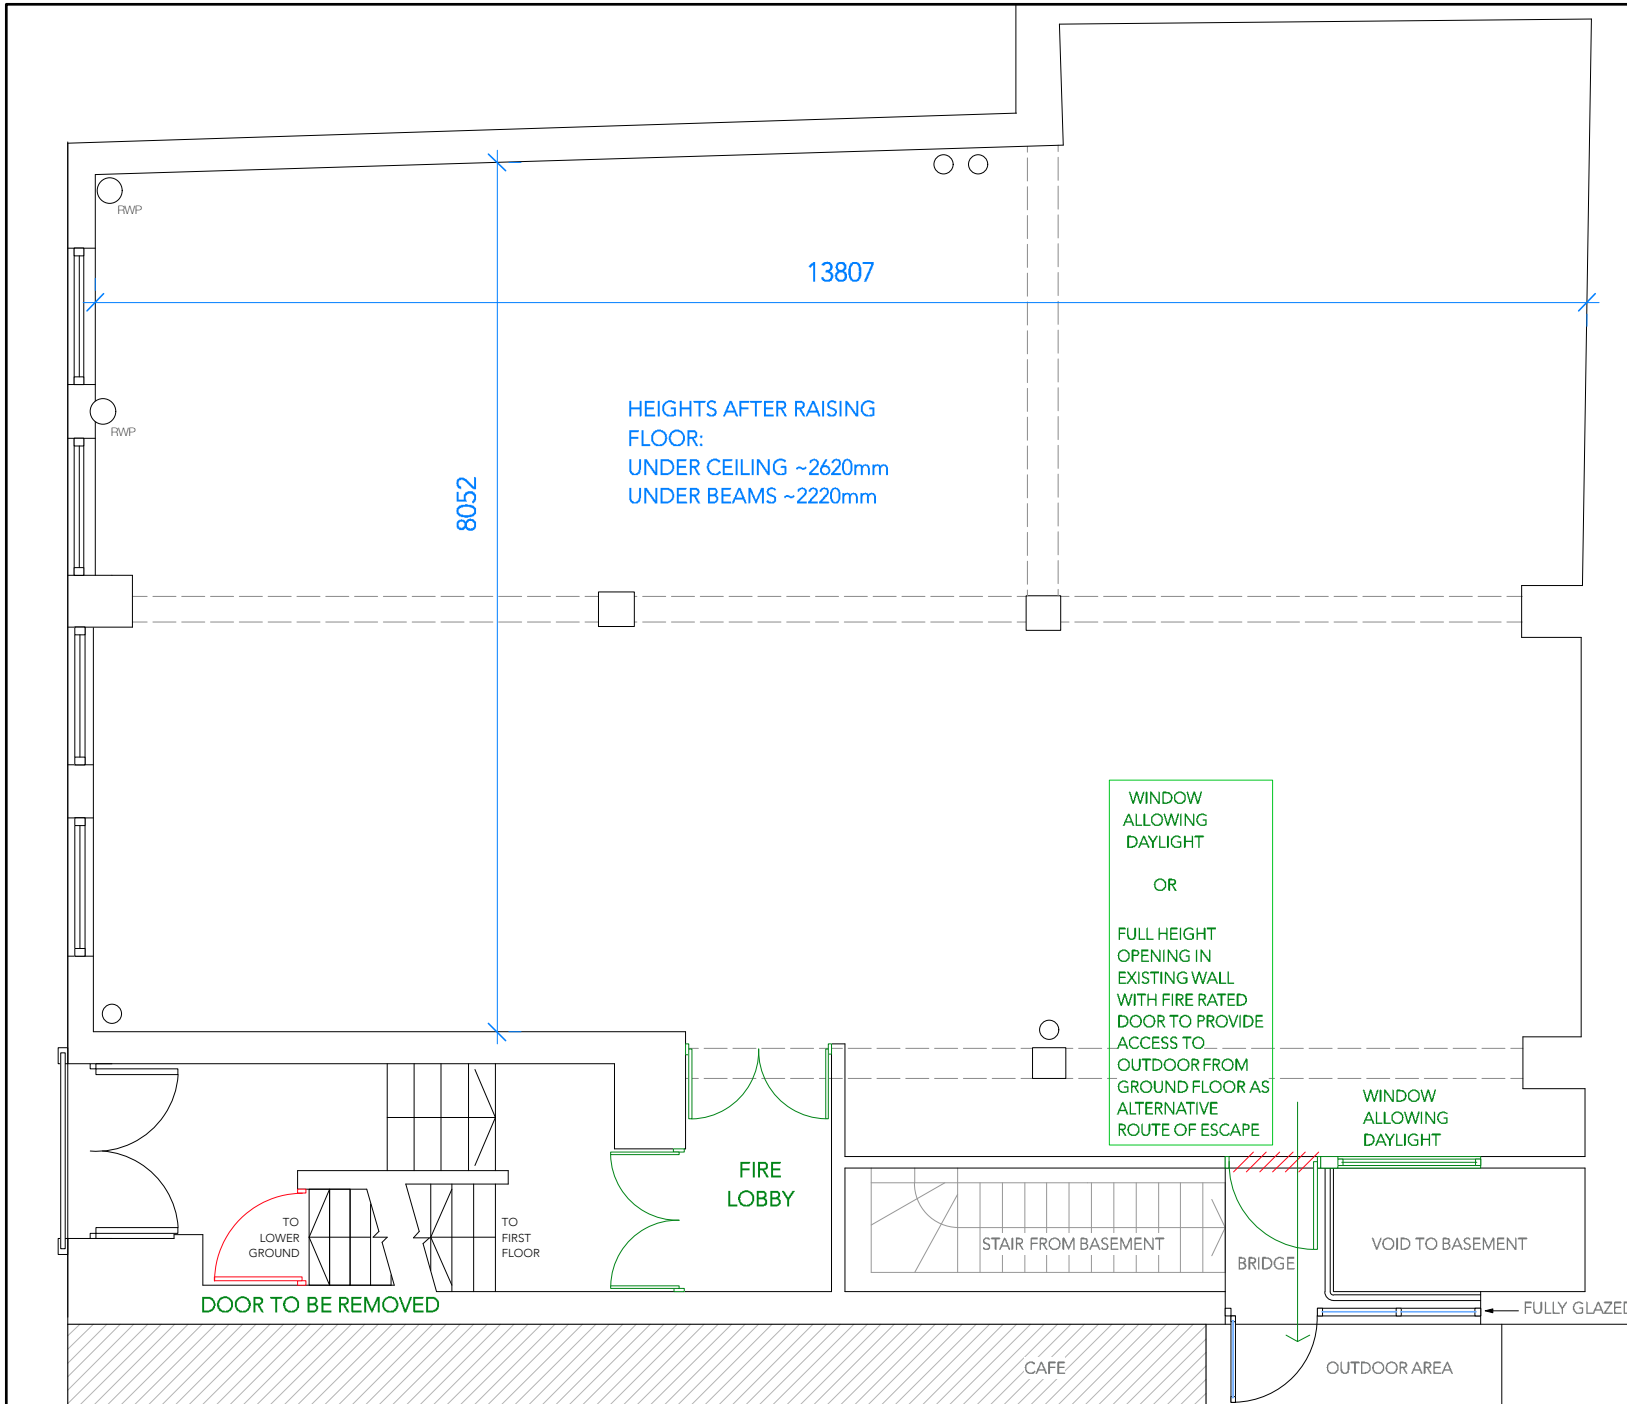 RWP
13807
RWP
HEIGHTS AFTER RAISING
FLOOR:
UNDER CEILING ~2620mm
UNDER BEAMS ~2220mm
8052
WINDOW
ALLOWING
DAYLIGHT
OR
FULL HEIGHT
OPENING IN
EXISTING WALL
WITH FIRE RATED
DOOR TO PROVIDE
ACCESS TO
OUTDOOR FROM
GROUND FLOOR AS
ALTERNATIVE
ROUTE OF ESCAPE
WINDOW
ALLOWING
DAYLIGHT
FIRE
LOBBY
TO
LOWER
GROUND
TO
FIRST
FLOOR
STAIR FROM BASEMENT
BRIDGE
VOID TO BASEMENT
DOOR TO BE REMOVED
FULLY GLAZED
CAFE
OUTDOOR AREA